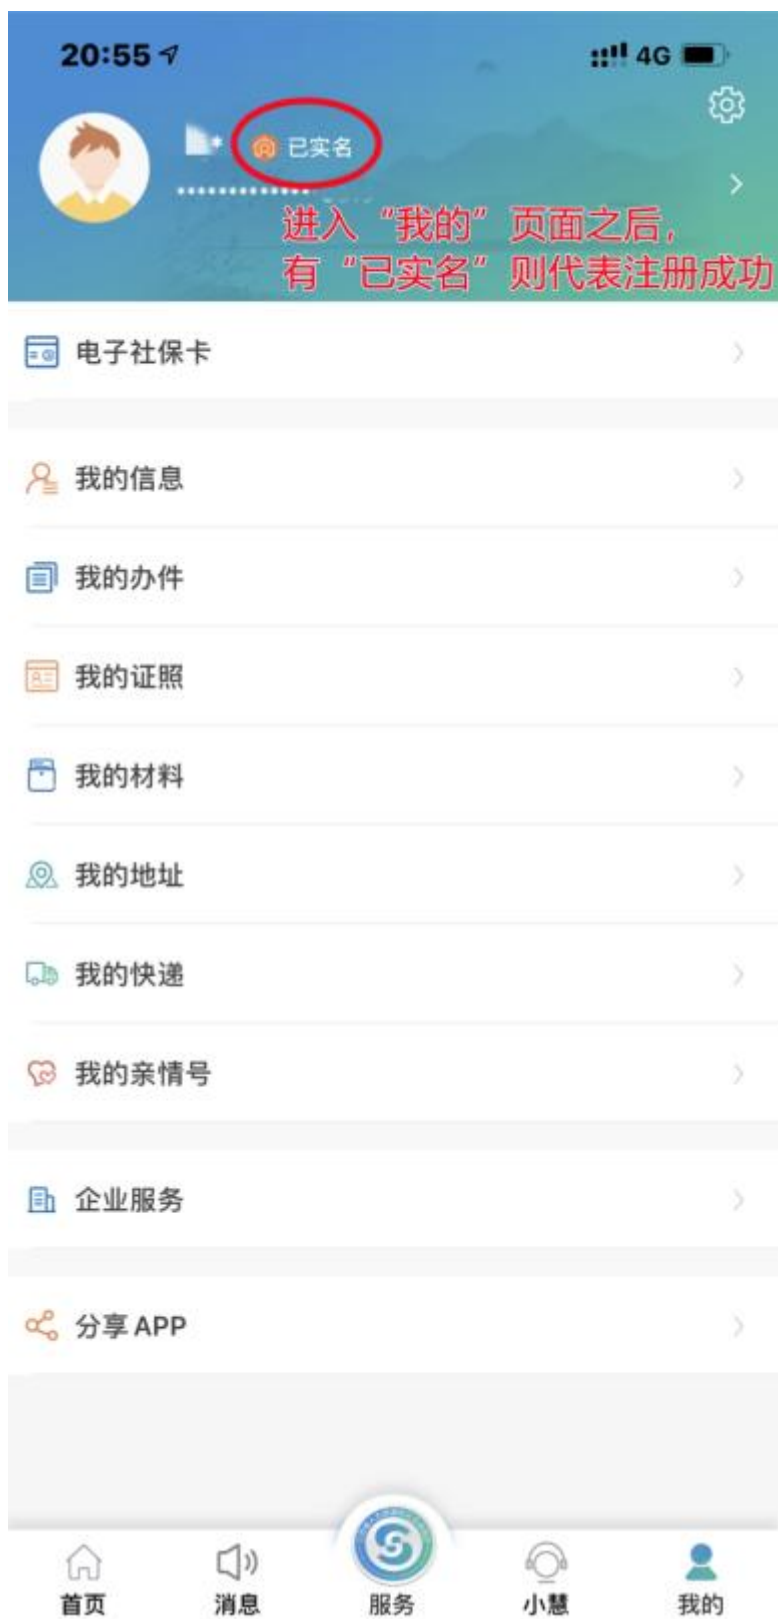 20:55
4G
已实名
进入“我的”页面之后,
有“已实名”则代表注册成功
电子社保卡
我的信息
我的办件
我的证照
我的材料
我的地址
我的快递
我的亲情号
企业服务
分享APP
首页
消息
服务
小慧
我的